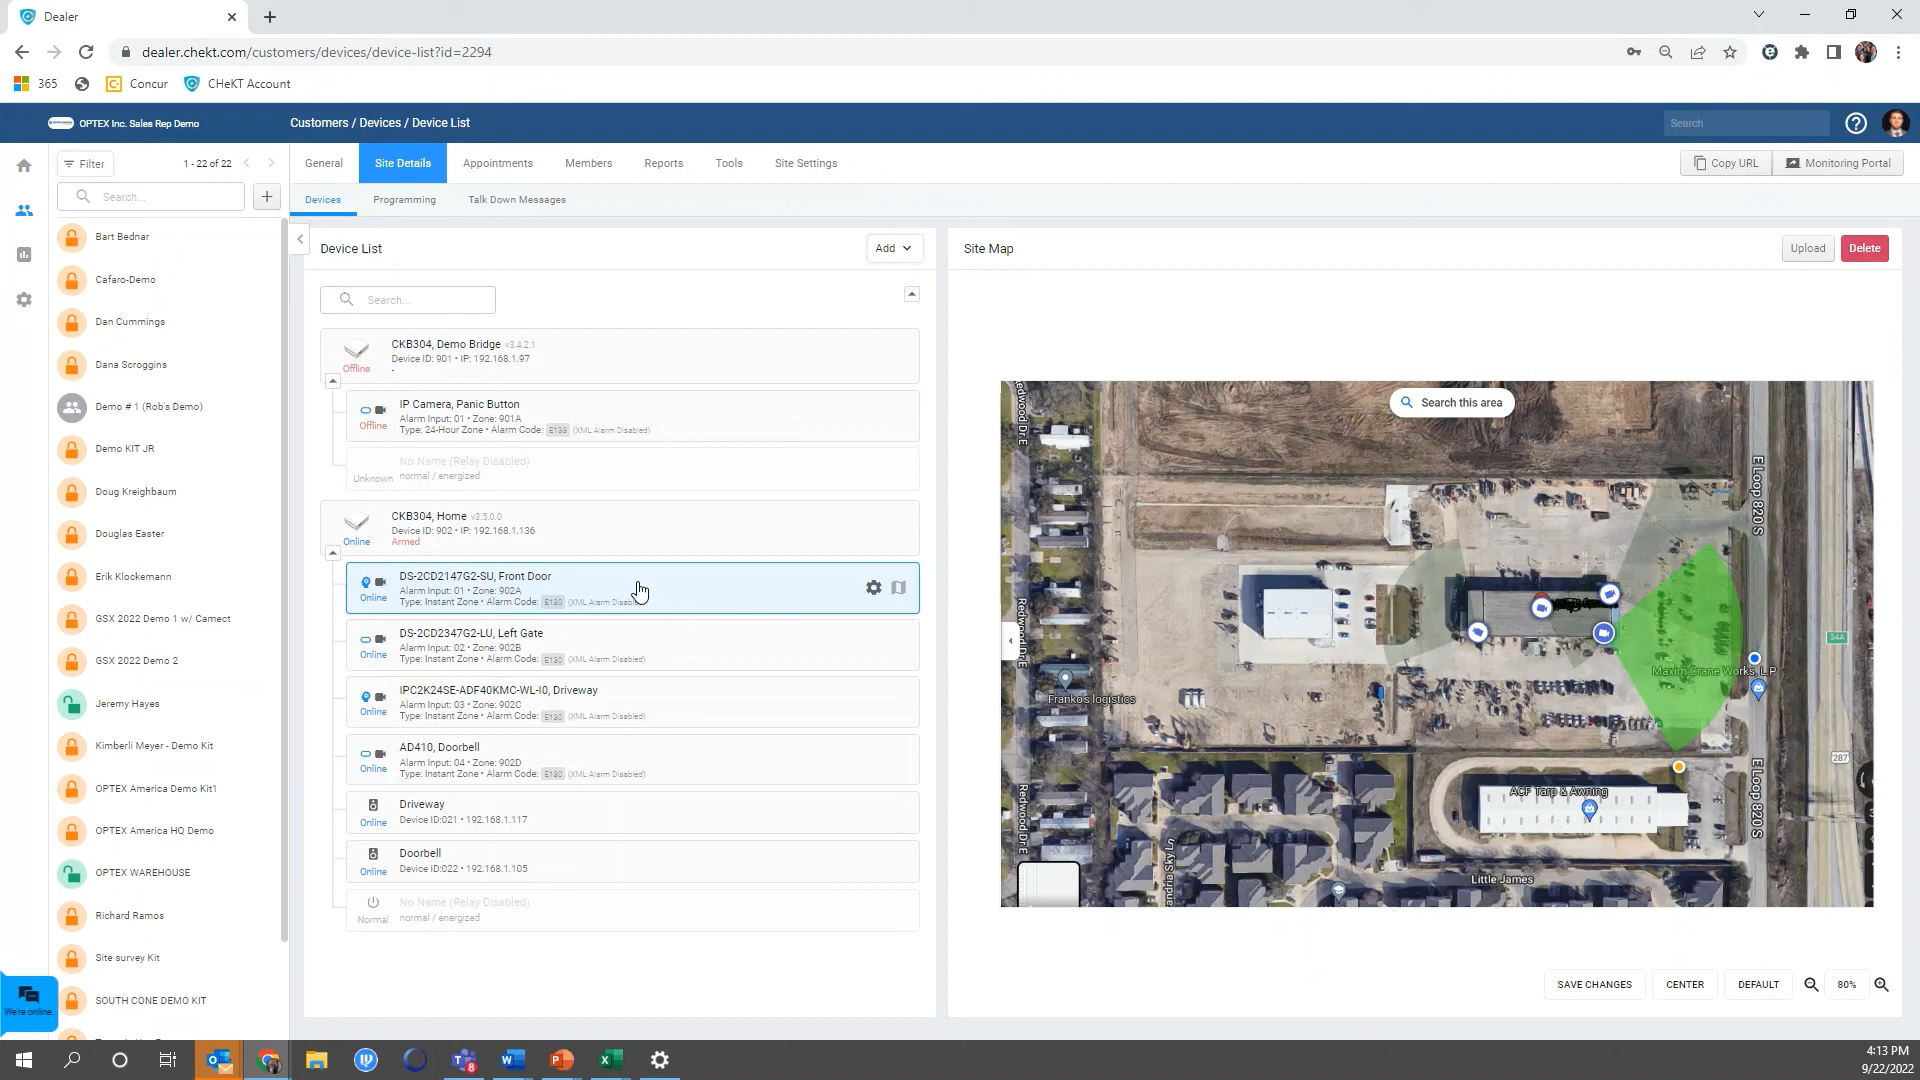 Dealer
dealer.chekt.com/customers/devices/device-list?id=2294
365
Concur
CHeKT Account
OPTEX Inc. Sales Rep Demo
Customers / Devices / Device List
Search
Filter
1 - 22 of 22
General
Site Details
Appointments
Members
Reports
Tools
Site Settings
Copy URL
Monitoring Portal
Search...
Devices
Programming
Talk Down Messages
Bart Bednar
Cafaro-Demo
Dan Cummings
Dana Scroggins
Demo # 1 (Rob's Demo)
Demo KIT JR
Doug Kreighbaum
Douglas Easter
Erik Klockemann
GSX 2022 Demo 1 w/ Camect
GSX 2022 Demo 2
Jeremy Hayes
Kimberli Meyer - Demo Kit
OPTEX America Demo Kit1
OPTEX America HQ Demo
OPTEX WAREHOUSE
Richard Ramos
Site survey Kit
SOUTH CONE DEMO KIT
We're online
Device List
Add
Search...
CKB304, Demo Bridge v3.4.2.1
Device ID: 901 • IP: 192.168.1.97
-
Offline
IP Camera, Panic Button
Alarm Input: 01 • Zone: 901A
Type: 24-Hour Zone • Alarm Code: E133 (XML Alarm Disabled)
Offline
No Name (Relay Disabled)
normal / energized
Unknown
CKB304, Home v3.5.0.0
Device ID: 902 • IP: 192.168.1.136
Armed
Online
DS-2CD2147G2-SU, Front Door
Alarm Input: 01 • Zone: 902A
Type: Instant Zone • Alarm Code: E130 (XML Alarm Disabled)
Online
DS-2CD2347G2-LU, Left Gate
Alarm Input: 02 • Zone: 902B
Type: Instant Zone • Alarm Code: E130 (XML Alarm Disabled)
Online
IPC2K24SE-ADF40KMC-WL-I0, Driveway
Alarm Input: 03 • Zone: 902C
Type: Instant Zone • Alarm Code: E130 (XML Alarm Disabled)
Online
AD410, Doorbell
Alarm Input: 04 • Zone: 902D
Type: Instant Zone • Alarm Code: E130 (XML Alarm Disabled)
Online
Driveway
Device ID:021 • 192.168.1.117
Online
Doorbell
Device ID:022 • 192.168.1.105
Online
No Name (Relay Disabled)
normal / energized
Normal
Site Map
Upload
Delete
Search this area
Redwood Dr E
Redwood Dr E
Redwood Dr E
E Loop 820 S
E Loop 820 S
34A
287
Maxim Crane Works, L.P
Frankos logistics
ACF Tarp & Awning
Little James
SAVE CHANGES
CENTER
DEFAULT
80%
8
4:13 PM
9/22/2022